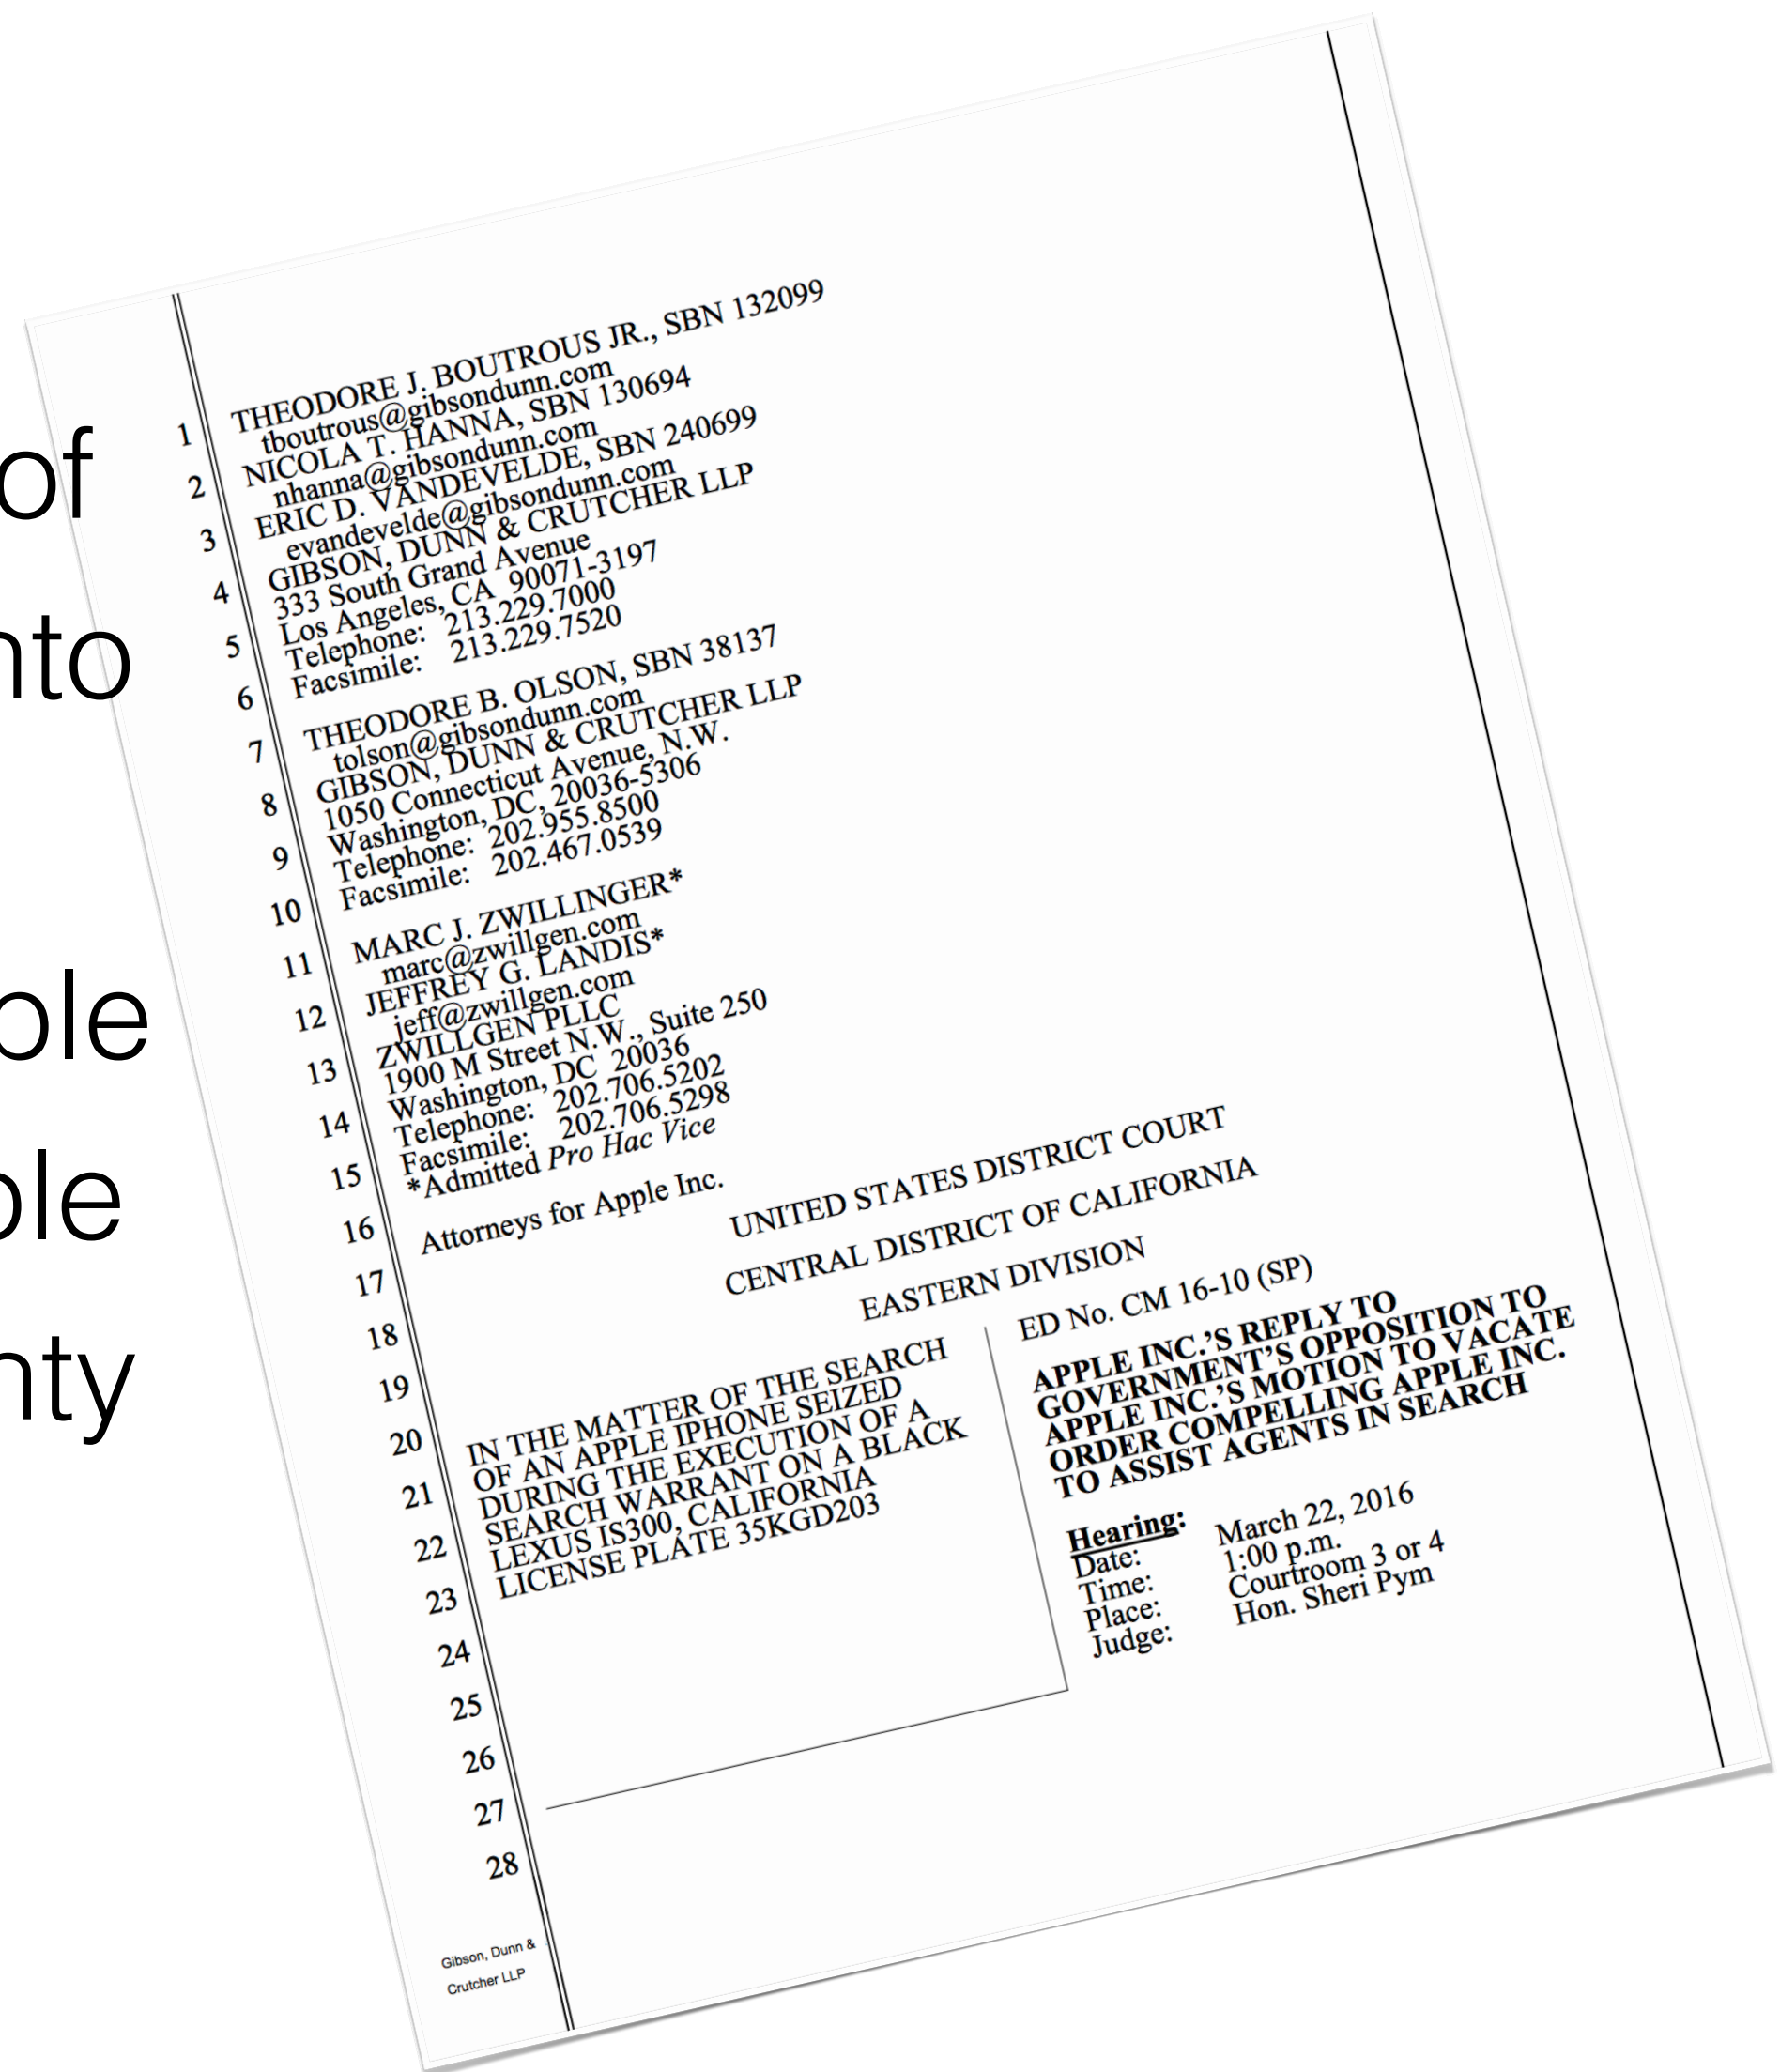 of
nto
nty
1
2
3
4
5
6
7
8
9
10
11
12
13
14
15
16
17
18
19
20
21
22
23
24
25
26
27
28
THEODORE J. BOUTROUS JR., SBN 132099
tboutrous@gibsondunn.com
NICOLA T. HANNA, SBN 130694
nhanna@gibsondunn.com
ERIC D. VANDEVELDE, SBN 240699
evandevelde@gibsondunn.com
GIBSON, DUNN & CRUTCHER LLP
333 South Grand Avenue
Los Angeles, CA 90071-3197
Telephone: 213.229.7000
Facsimile: 213.229.7520
THEODORE B. OLSON, SBN 38137
tolson@gibsondunn.com
GIBSON, DUNN & CRUTCHER LLP
1050 Connecticut Avenue, N.W.
Washington, DC, 20036-5306
Telephone: 202.955.8500
Facsimile: 202.467.0539
MARC J. ZWILLINGER*
marc@zwillgen.com
JEFFREY G. LANDIS*
jeff@zwillgen.com
ZWILLGEN PLLC
1900 M Street N.W., Suite 250
Washington, DC 20036
Telephone: 202.706.5202
Facsimile: 202.706.5298
*Admitted Pro Hac Vice
Attorneys for Apple Inc.
UNITED STATES DISTRICT COURT
CENTRAL DISTRICT OF CALIFORNIA
EASTERN DIVISION
IN THE MATTER OF THE SEARCH
OF AN APPLE IPHONE SEIZED
DURING THE EXECUTION OF A
SEARCH WARRANT ON A BLACK
LEXUS IS300, CALIFORNIA
LICENSE PLATE 35KGD203
ED No. CM 16-10 (SP)
APPLE INC.’S REPLY TO
GOVERNMENT’S OPPOSITION TO
APPLE INC.’S MOTION TO VACATE
ORDER COMPELLING APPLE INC.
TO ASSIST AGENTS IN SEARCH
Hearing:
Date: March 22, 2016
Time: 1:00 p.m.
Place: Courtroom 3 or 4
Judge: Hon. Sheri Pym
Gibson, Dunn &
Crutcher LLP